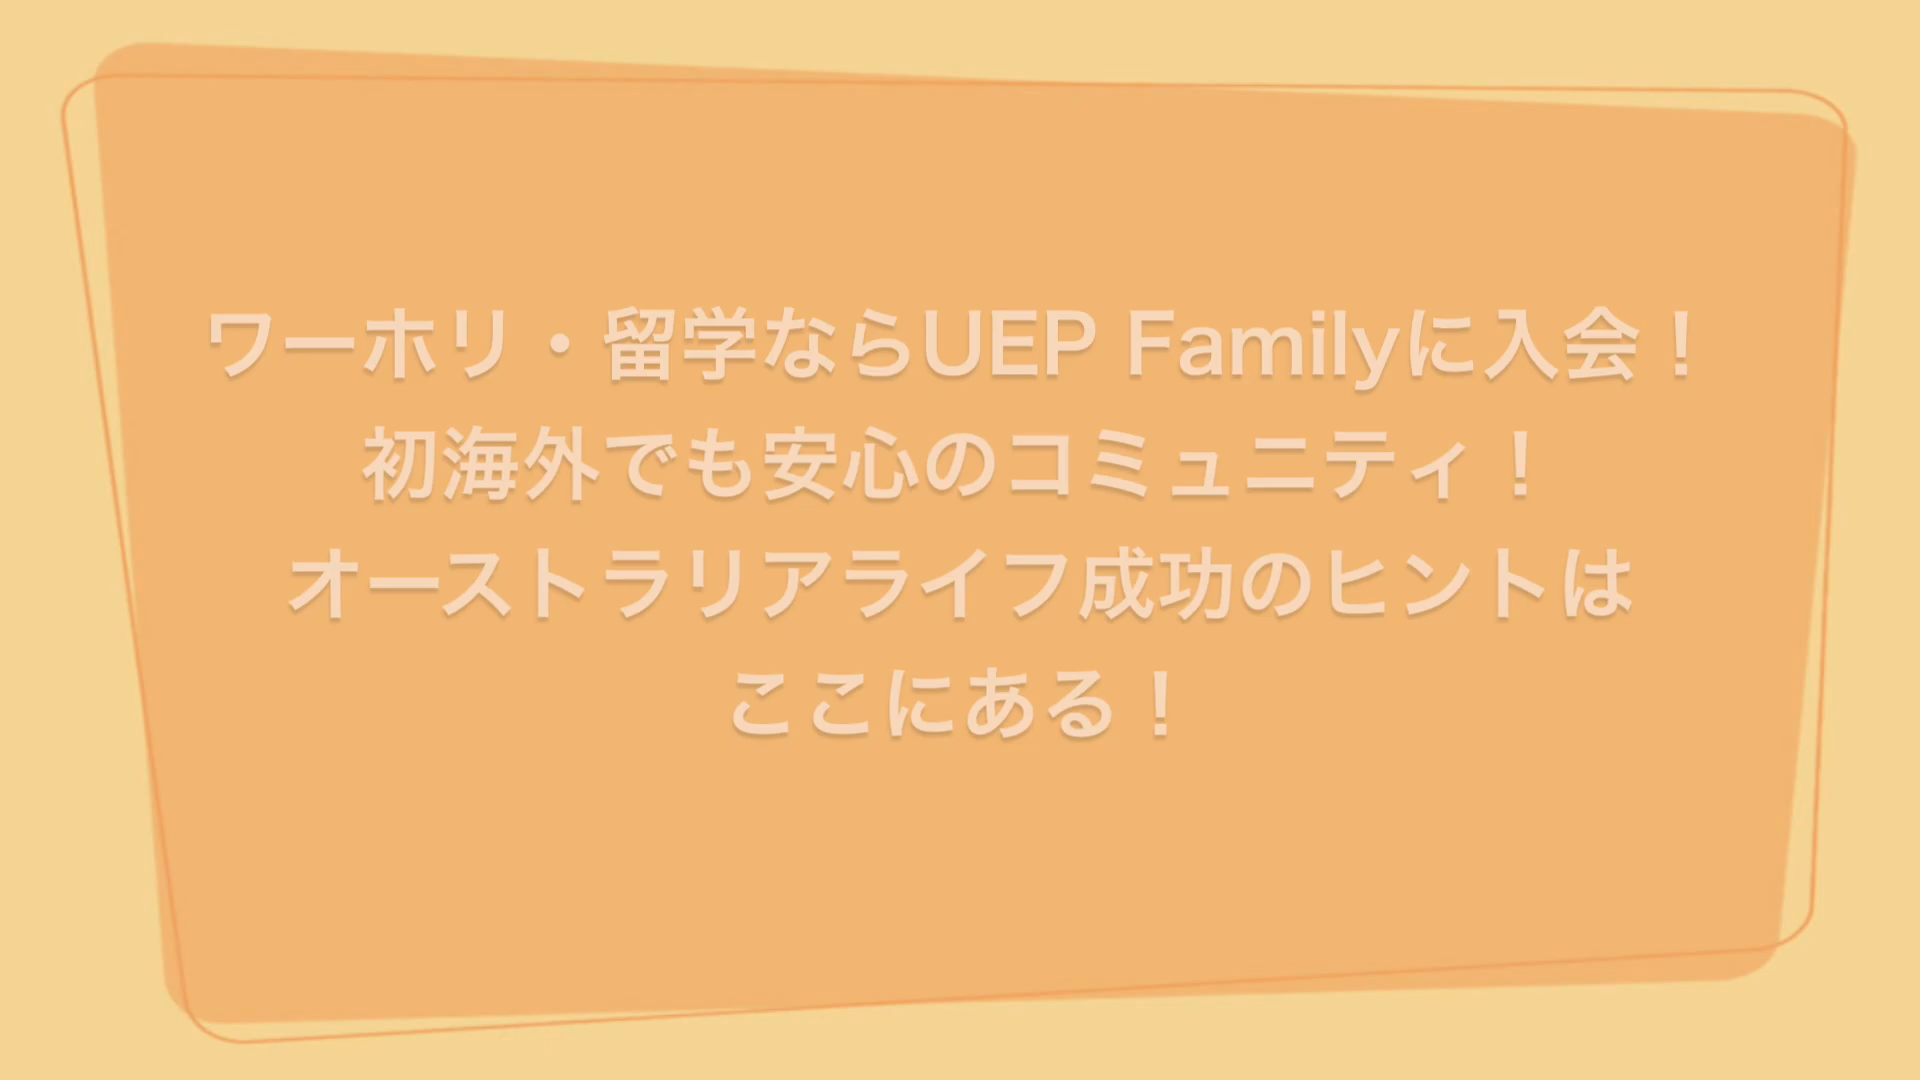 ワーホリ・留学ならUEP Familyに入会！
初海外でも安心のコミュニティ！
オーストラリアライフ成功のヒントは
ここにある！